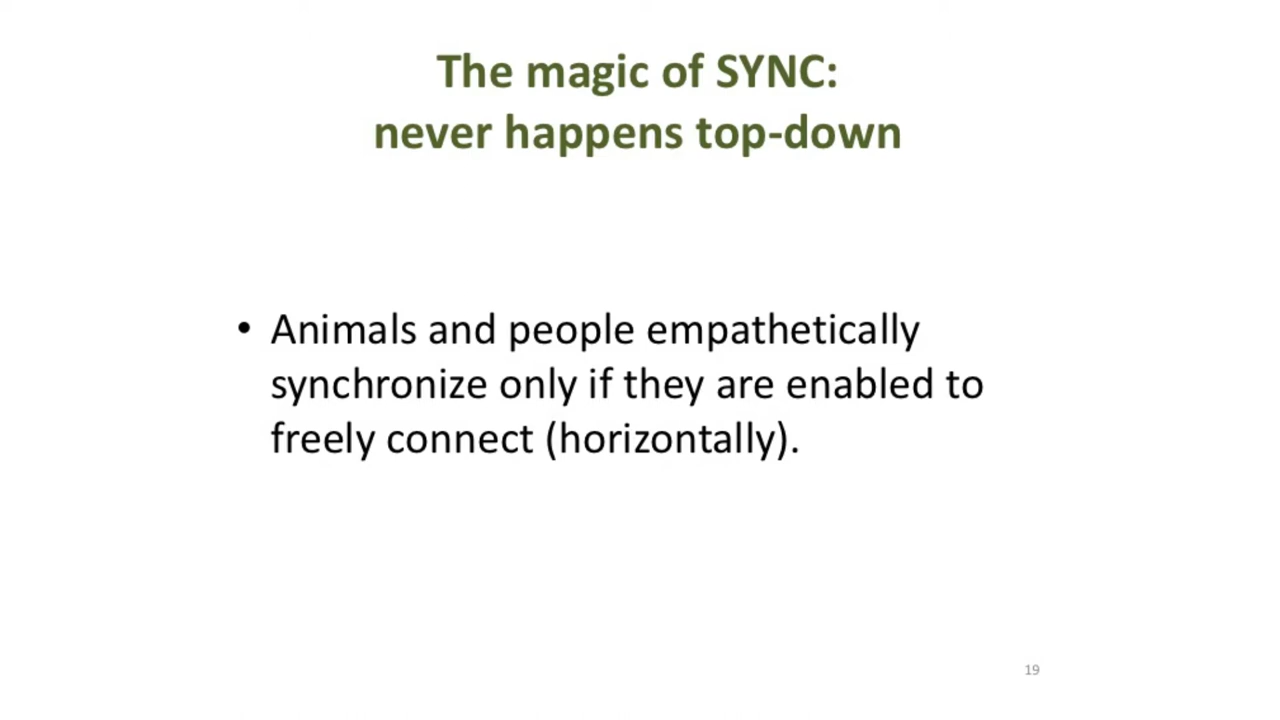 The magic of SYNC:
never happens top-down
• Animals and people empathetically
synchronize only if they are enabled to
freely connect (horizontally).
19